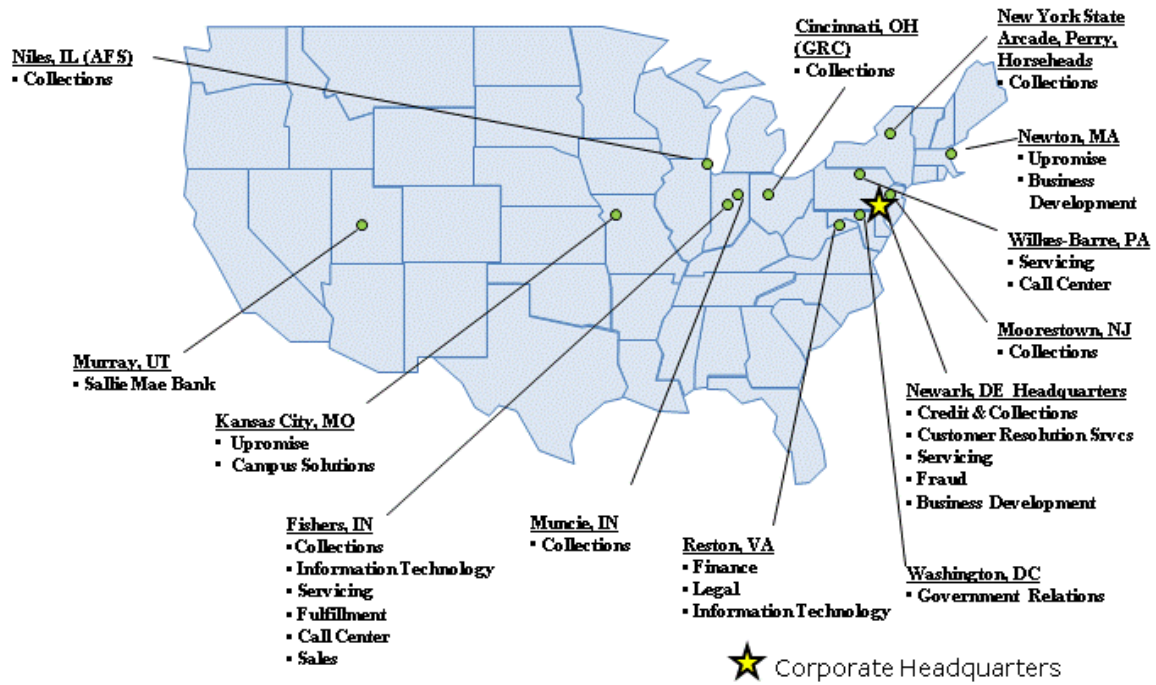 Niles, IL (AFS)
▪ Collections
Cincinnati, OH
(GRC)
▪ Collections
New York State
Arcade, Perry,
Horseheads
▪ Collections
Newton, MA
▪ Upromise
▪ Business
Development
Wilkes-Barre, PA
▪ Servicing
▪ Call Center
Moorestown, NJ
▪ Collections
Murray, UT
▪ Sallie Mae Bank
Kansas City, MO
▪ Upromise
▪ Campus Solutions
Newark, DE Headquarters
▪ Credit & Collections
▪ Customer Resolution Srvcs
▪ Servicing
▪ Fraud
▪ Business Development
Fishers, IN
▪ Collections
▪ Information Technology
▪ Servicing
▪ Fulfillment
▪ Call Center
▪ Sales
Muncie, IN
▪ Collections
Reston, VA
▪ Finance
▪ Legal
▪ Information Technology
Washington, DC
▪ Government Relations
Corporate Headquarters